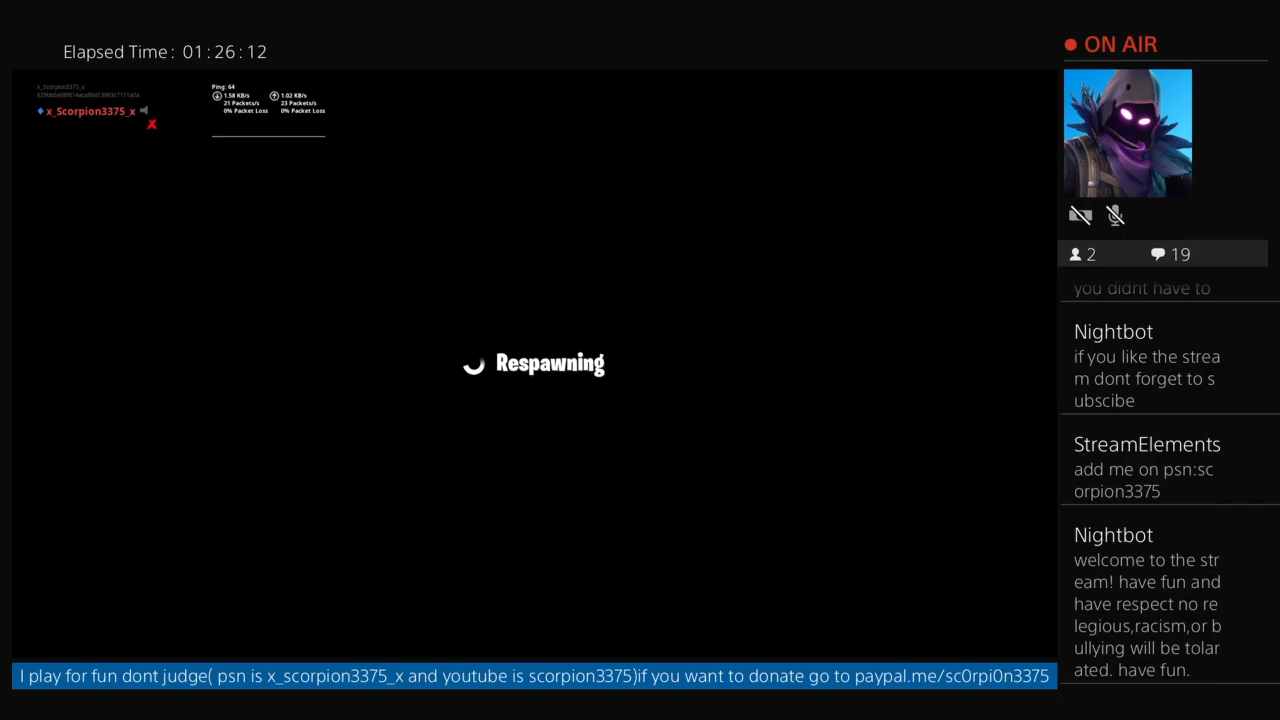 Elapsed Time: 01:26:12
ON AIR
x_Scorpion3375_x
x_Scorpion3375_x
Ping: 64
1.58 KB/s 1.02 KB/s
21 Packets/s 23 Packets/s
0% Packet Loss 0% Packet Loss
X
2 19
you didnt have to
Nightbot
if you like the strea
m dont forget to s
ubscibe
Respawning
StreamElements
add me on psn:sc
orpion3375
Nightbot
welcome to the str
eam! have fun and
have respect no re
legious,racism,or b
ullying will be tolar
ated. have fun.
I play for fun dont judge( psn is x_scorpion3375_x and youtube is scorpion3375)if you want to donate go to paypal.me/sc0rpi0n3375